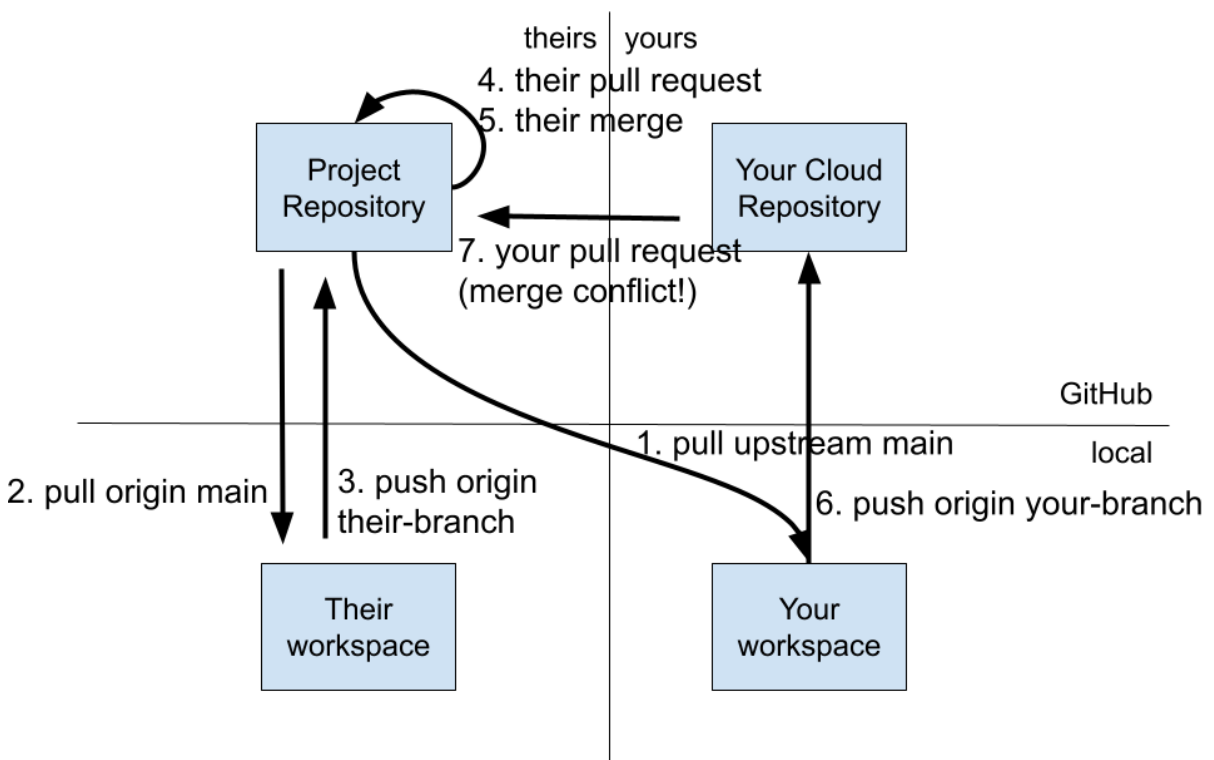 theirs yours
4. their pull request
5. their merge
Project
Repository
Your Cloud
Repository
7. your pull request
(merge conflict!)
GitHub
1. pull upstream main
local
2. pull origin main
3. push origin
their-branch
6. push origin your-branch
Their
workspace
Your
workspace